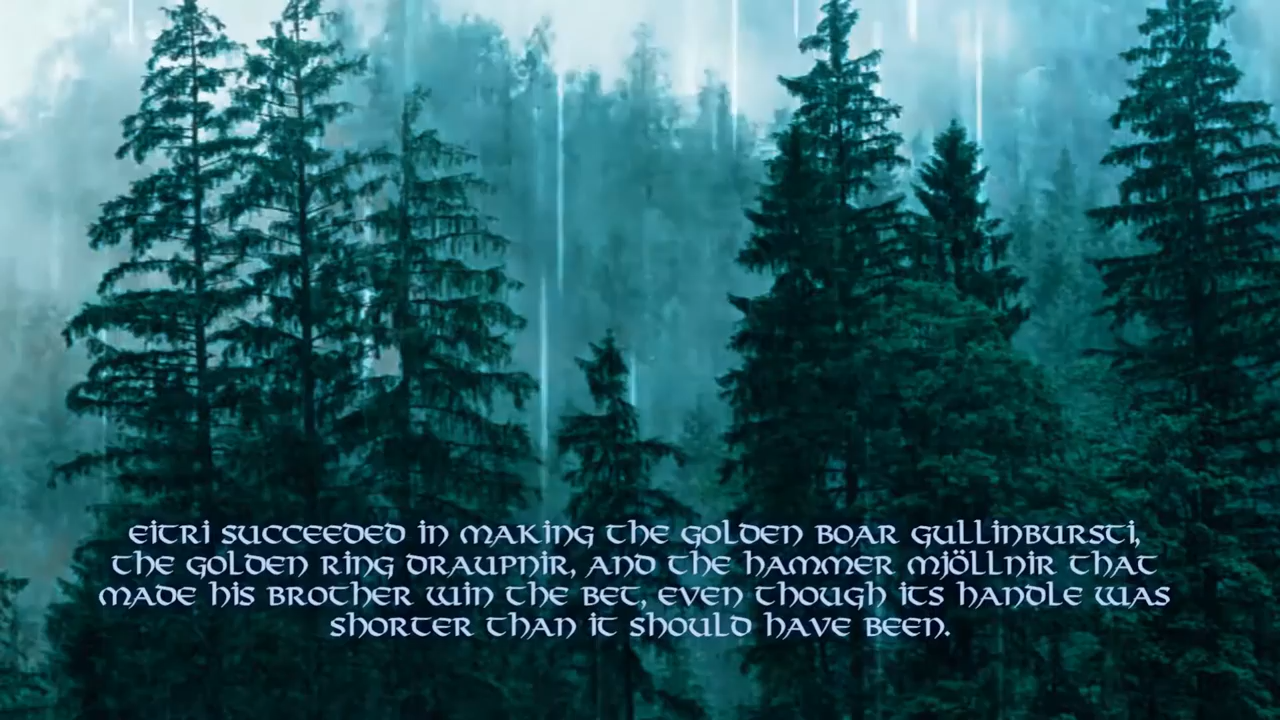 Eitri succeeded in making the golden boar Gullinbursti,
the golden ring Draupnir, and the hammer Mjöllnir that
made his brother win the bet, even though its handle was
shorter than it should have been.